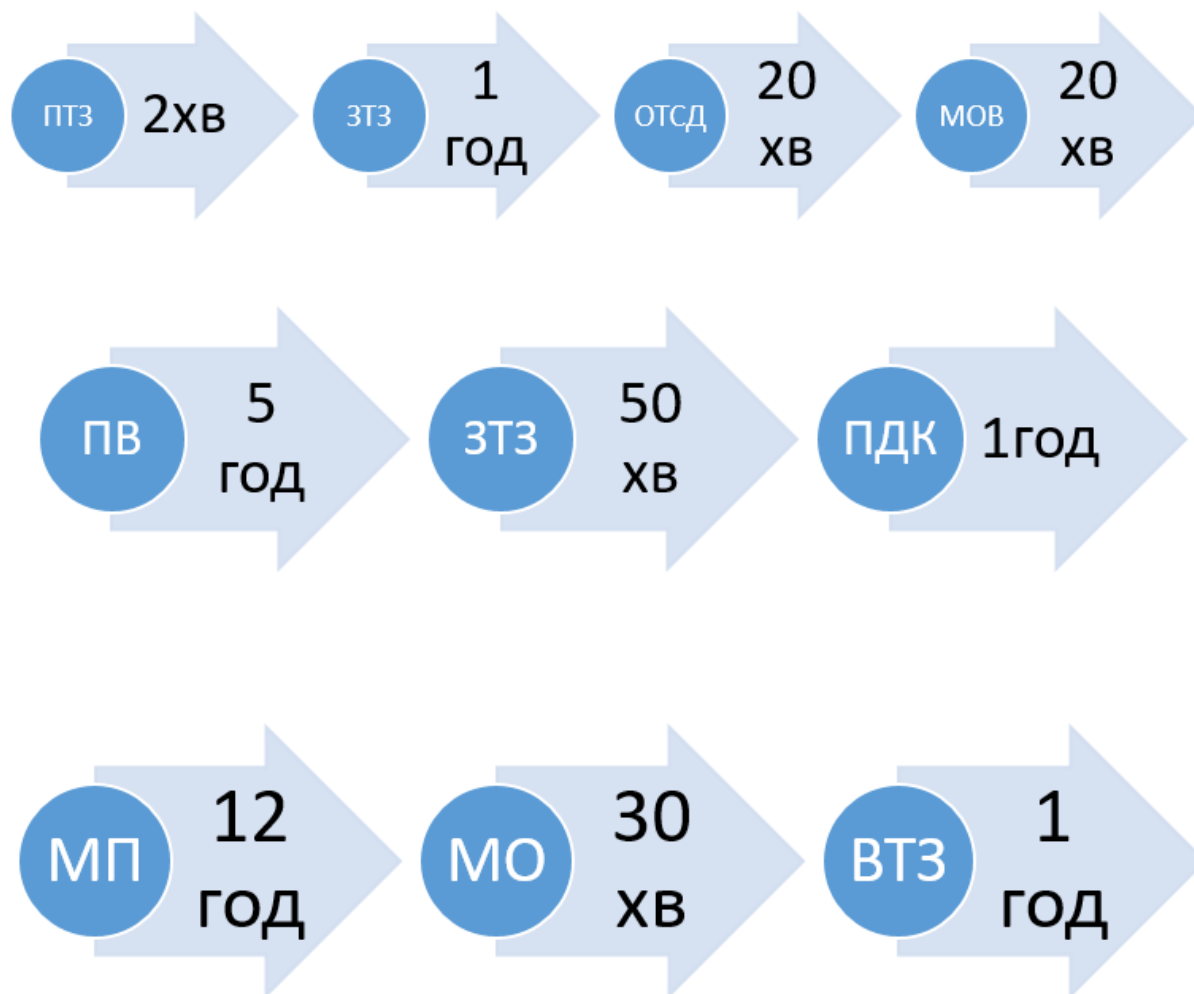 ПТЗ 2хв ЗТЗ 1 год ОТСД 20 хв МОВ 20 хв
ПВ 5 год ЗТЗ 50 хв ПДК 1год
МП 12 год МО 30 хв ВТЗ 1 год